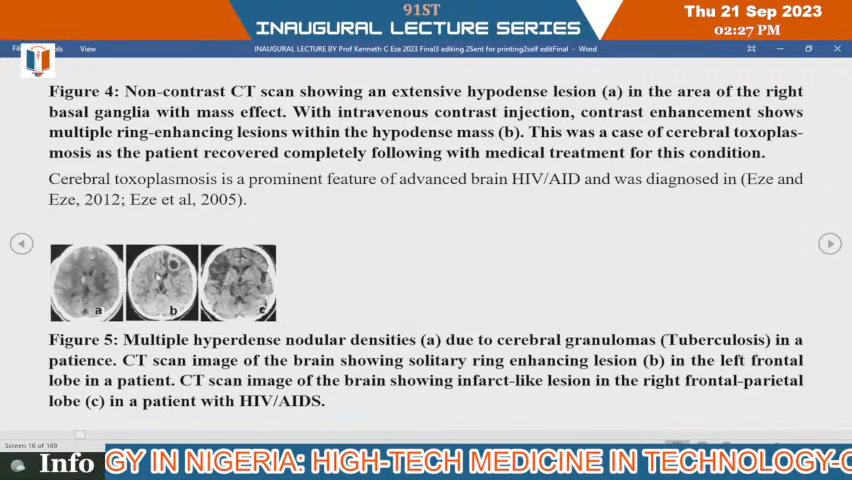 91ST
INAUGURAL LECTURE SERIES
Thu 21 Sep 2023
02:27 PM
View
INAUGURAL LECTURE BY Prof Kenneth C Eze 2023 Final3 editing 2Sent for printing2self editFinal - Word
Figure 4: Non-contrast CT scan showing an extensive hypodense lesion (a) in the area of the right
basal ganglia with mass effect. With intravenous contrast injection, contrast enhancement shows
multiple ring-enhancing lesions within the hypodense mass (b). This was a case of cerebral toxoplas-
mosis as the patient recovered completely following with medical treatment for this condition.
Cerebral toxoplasmosis is a prominent feature of advanced brain HIV/AID and was diagnosed in (Eze and
Eze, 2012; Eze et al, 2005).
a b c
Figure 5: Multiple hyperdense nodular densities (a) due to cerebral granulomas (Tuberculosis) in a
patience. CT scan image of the brain showing solitary ring enhancing lesion (b) in the left frontal
lobe in a patient. CT scan image of the brain showing infarct-like lesion in the right frontal-parietal
lobe (c) in a patient with HIV/AIDS.
Screen 16 of 169
Info
GY IN NIGERIA: HIGH-TECH MEDICINE IN TECHNOLOGY-